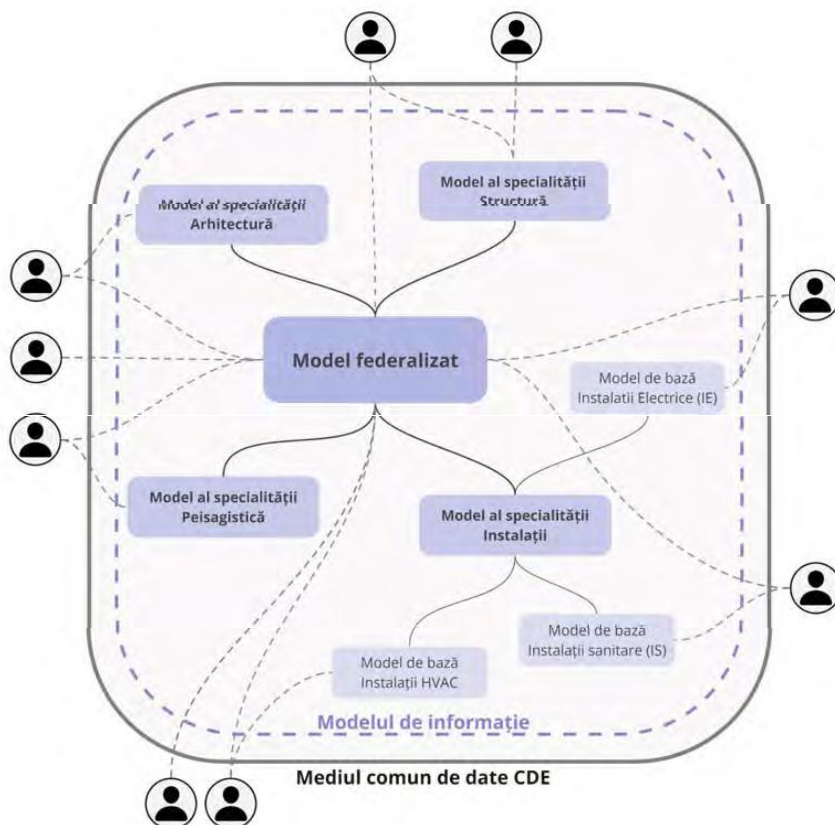 Model al specialității
Structură
Model al specialității
Arhitectură
Model federalizat
Model de bază
Instalatii Electrice (IE)
Model al specialității
Peisagistică
Model al specialității
Instalații
Model de bază
Instalații sanitare (IS)
Model de bază
Instalații HVAC
Modelul de informație
Mediul comun de date CDE